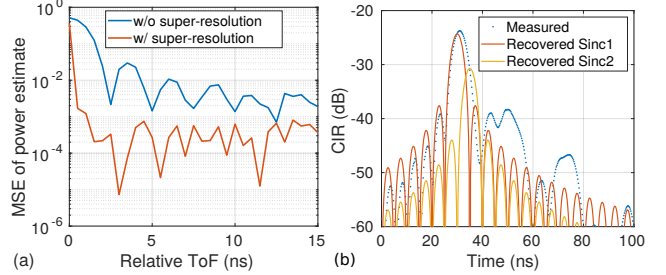 w/o super-resolution
w/ super-resolution
MSE of power estimate
10^0
10^-2
10^-4
10^-6
0 5 10 15
Relative ToF (ns)
(a)
Measured
Recovered Sinc1
Recovered Sinc2
CIR (dB)
-20
-30
-40
-50
-60
0 20 40 60 80 100
Time (ns)
(b)